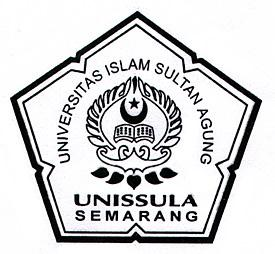 UNIVERSITAS ISLAM SULTAN AGUNG
UNISSULA
SEMARANG